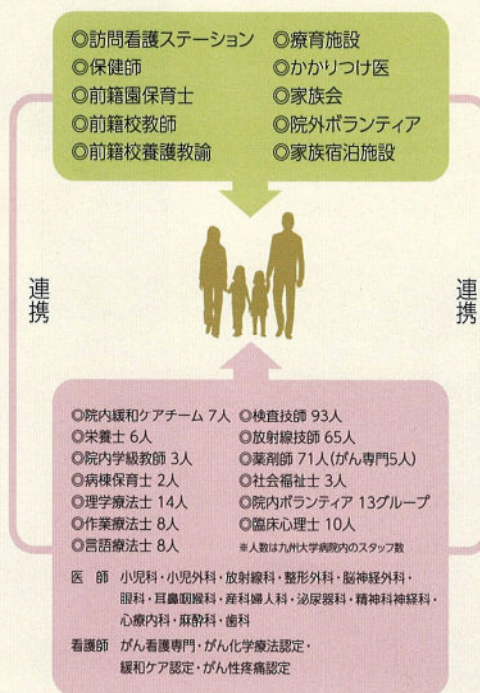 ◎訪問看護ステーション ◎療育施設
◎保健師 ◎かかりつけ医
◎前籍園保育士 ◎家族会
◎前籍校教師 ◎院外ボランティア
◎前籍校養護教諭 ◎家族宿泊施設
連携
連携
◎院内緩和ケアチーム 7人 ◎検査技師 93人
◎栄養士 6人 ◎放射線技師 65人
◎院内学級教師 3人 ◎薬剤師 71人(がん専門5人)
◎病棟保育士 2人 ◎社会福祉士 3人
◎理学療法士 14人 ◎院内ボランティア 13グループ
◎作業療法士 8人 ◎臨床心理士 10人
◎言語療法士 8人 ※人数は九州大学病院内のスタッフ数
医 師 小児科・小児外科・放射線科・整形外科・脳神経外科・
眼科・耳鼻咽喉科・産科婦人科・泌尿器科・精神科神経科・
心療内科・麻酔科・歯科
看護師 がん看護専門・がん化学療法認定・
緩和ケア認定・がん性疼痛認定